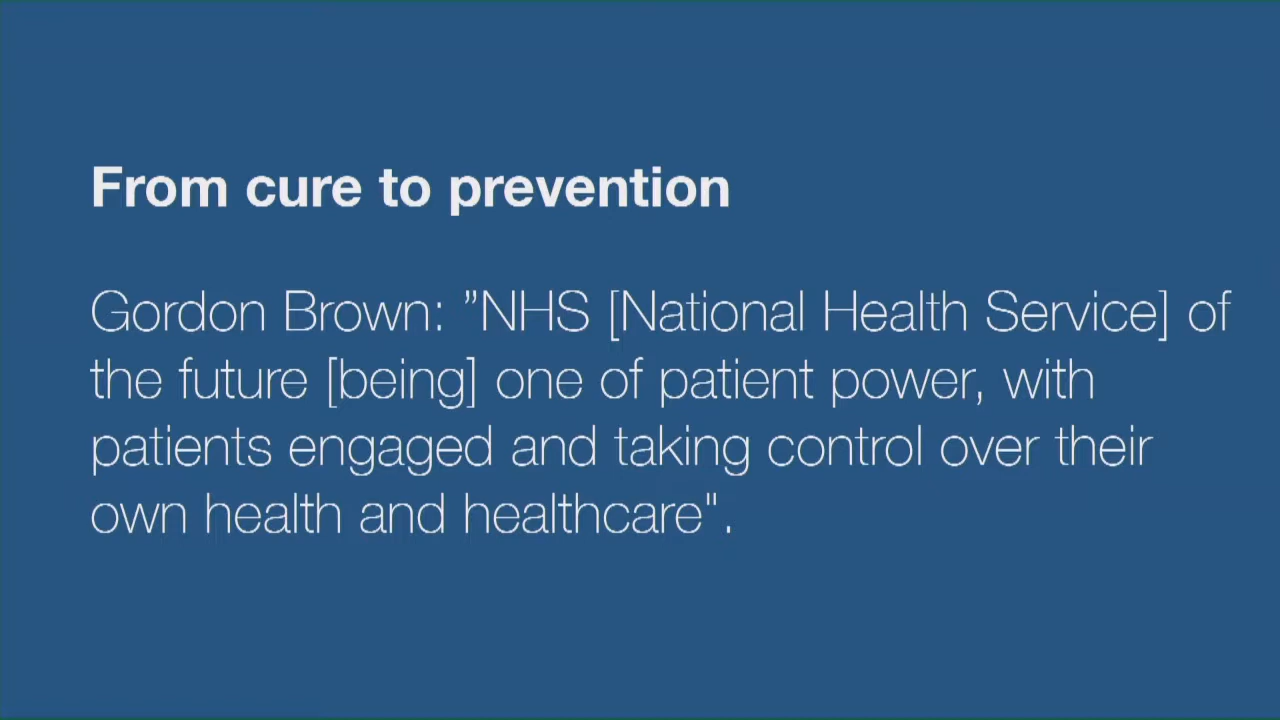 From cure to prevention
Gordon Brown: ”NHS [National Health Service] of
the future [being] one of patient power, with
patients engaged and taking control over their
own health and healthcare".